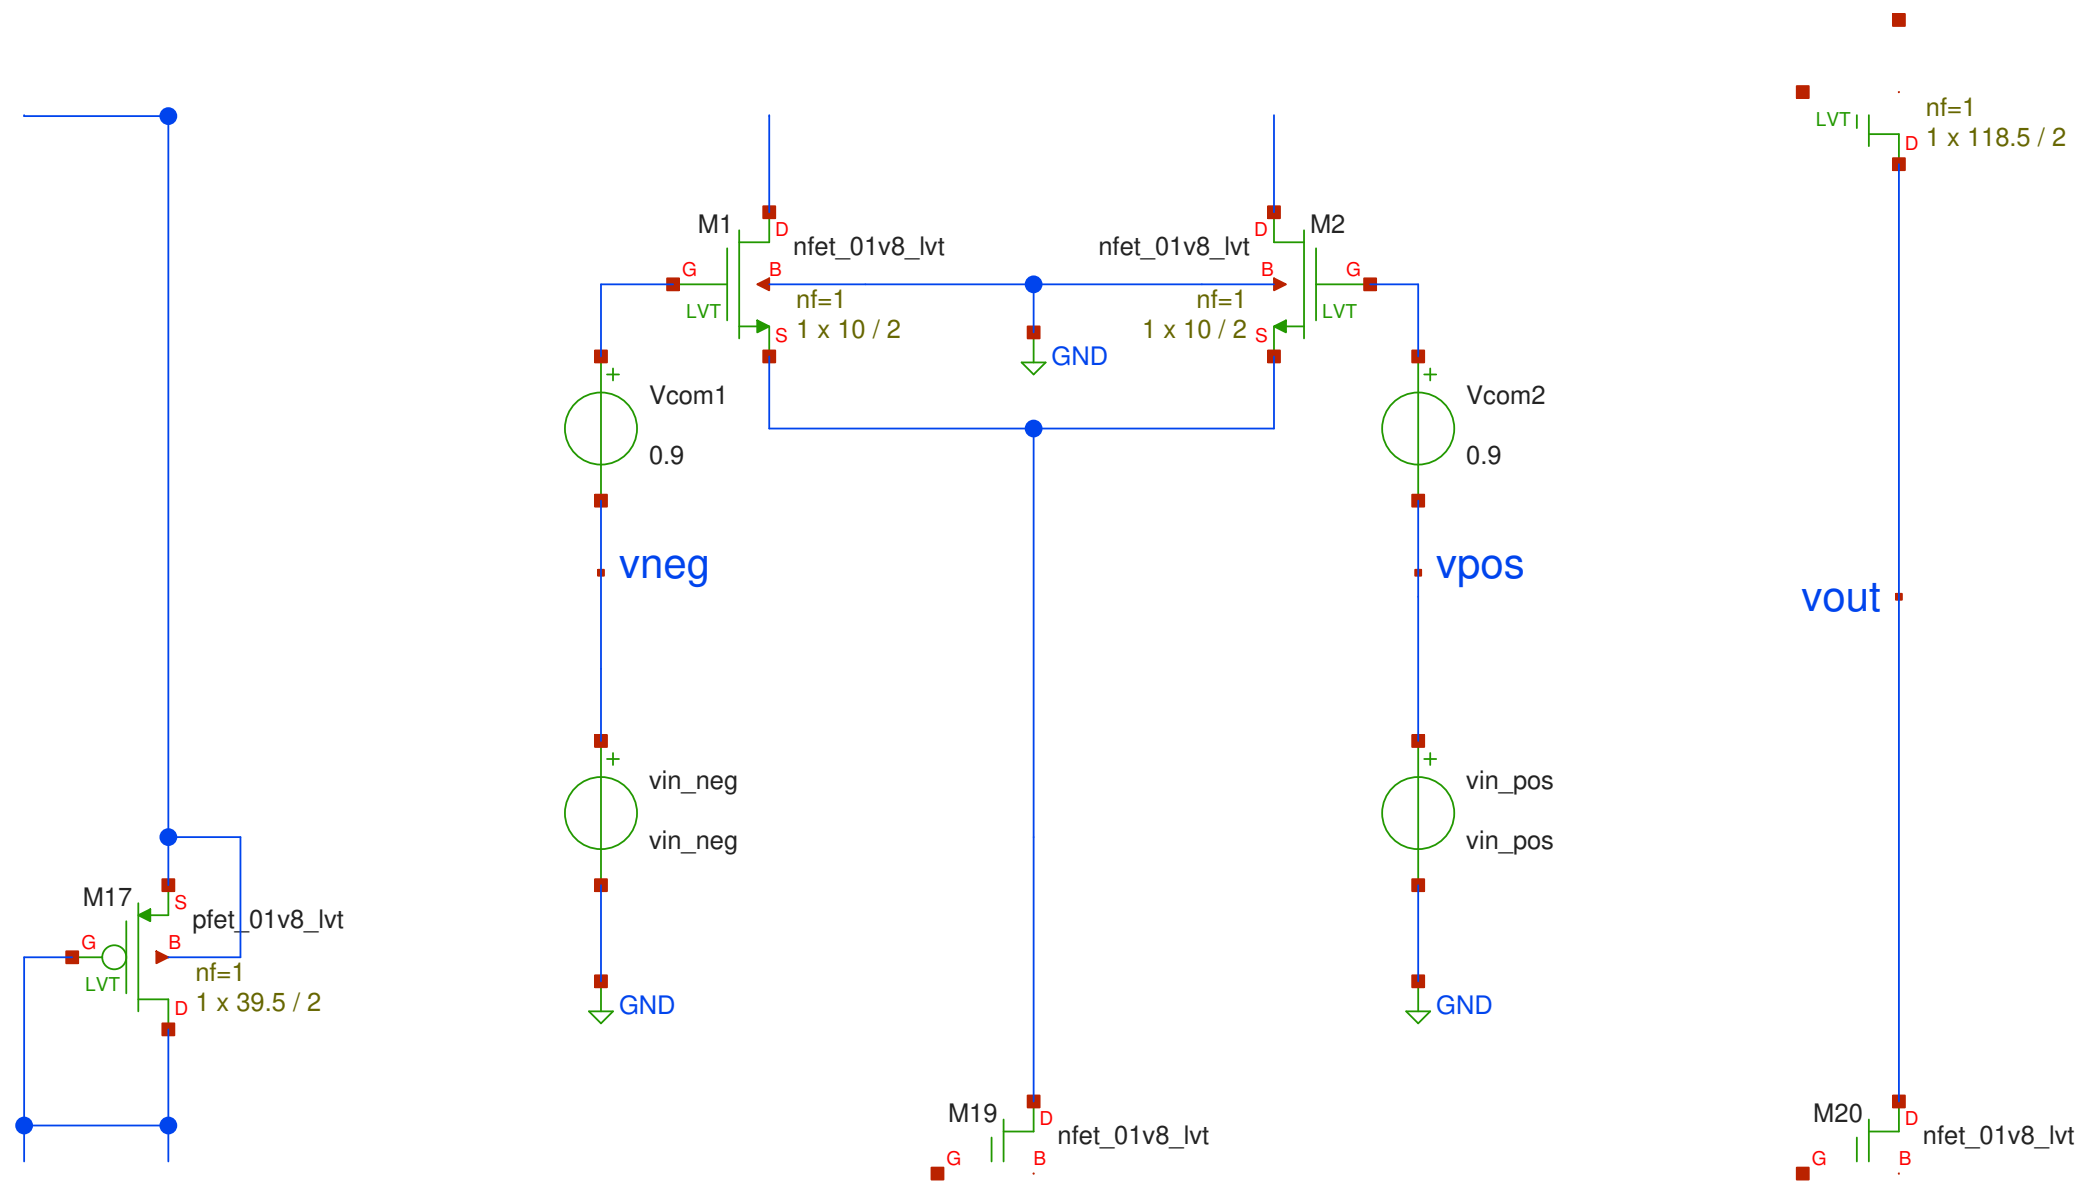 nf=1
LVT
D
1 x 118.5 / 2
M1
D
nfet_01v8_lvt
G
B
nf=1
LVT
S
1 x 10 / 2
D
M2
nfet_01v8_lvt
B
G
nf=1
LVT
1 x 10 / 2
S
GND
+
Vcom1
0.9
+
Vcom2
0.9
vneg
vpos
vout
+
vin_neg
vin_neg
+
vin_pos
vin_pos
M17
S
pfet_01v8_lvt
G
B
nf=1
LVT
D
1 x 39.5 / 2
GND
GND
M19
D
nfet_01v8_lvt
G
B
M20
D
nfet_01v8_lvt
G
B